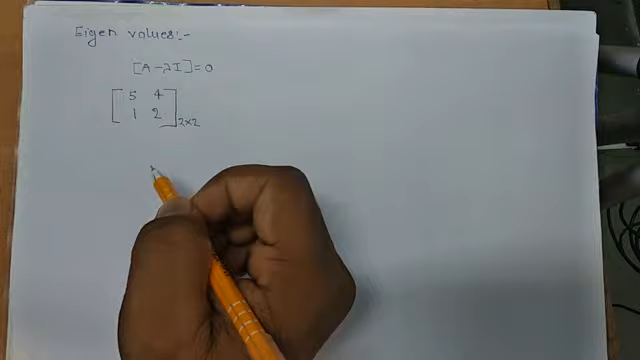 Eigen values:-
[A - λI] = 0
[ 5 4
1 2 ] 2×2